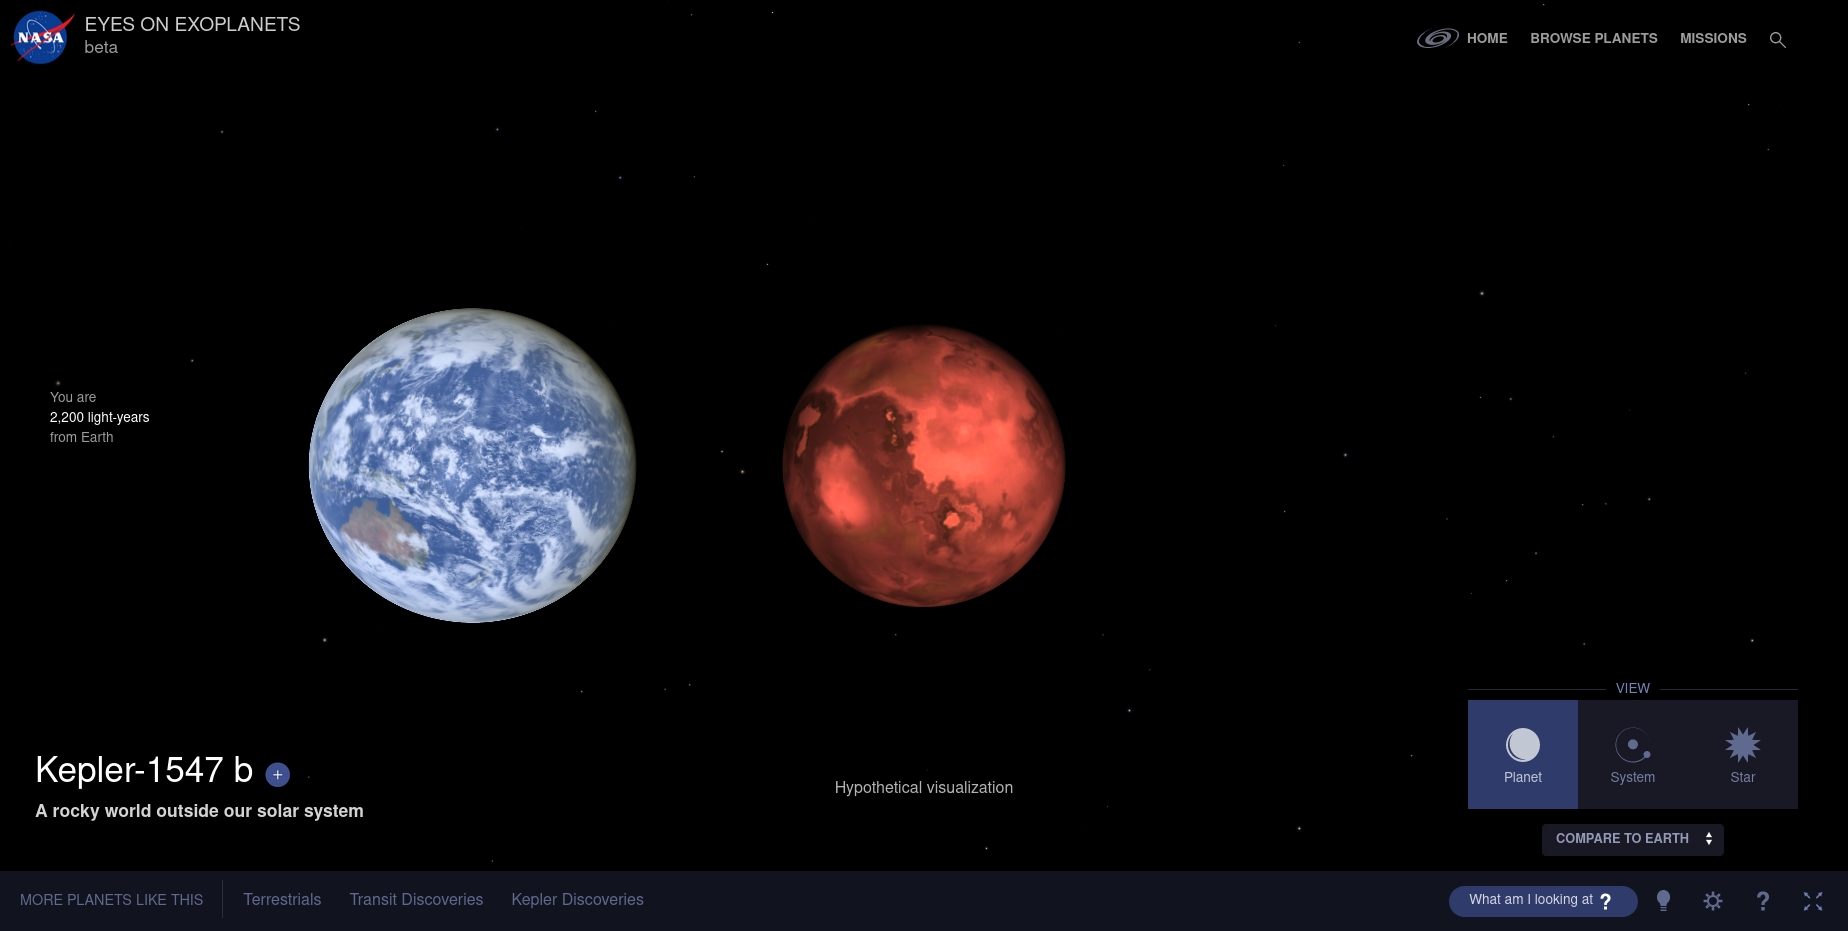 NASA
EYES ON EXOPLANETS
beta
HOME
BROWSE PLANETS
MISSIONS
You are
2,200 light-years
from Earth
Kepler-1547 b +
A rocky world outside our solar system
Hypothetical visualization
VIEW
Planet
System
Star
COMPARE TO EARTH
MORE PLANETS LIKE THIS
Terrestrials
Transit Discoveries
Kepler Discoveries
What am I looking at ?
?